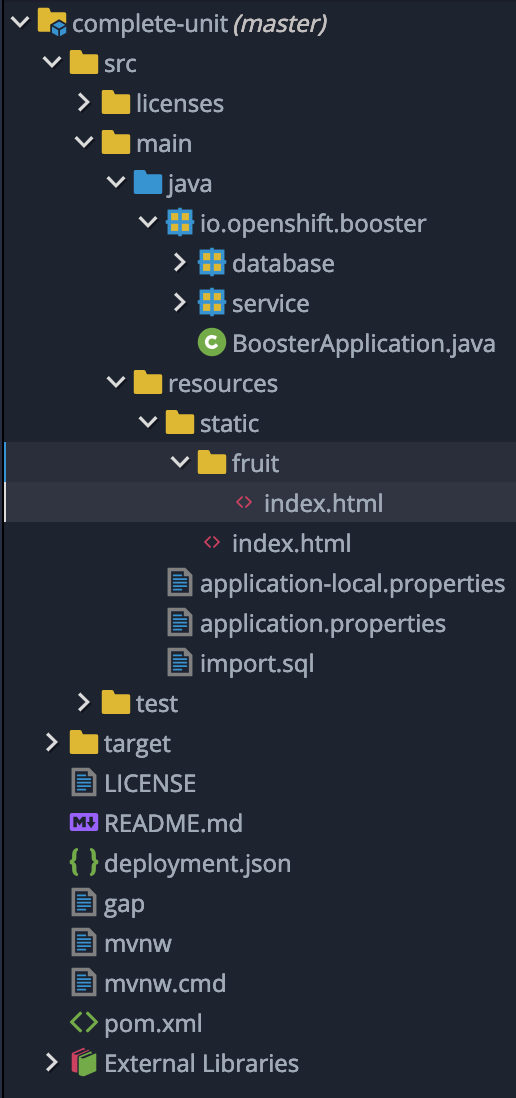 complete-unit (master)
src
licenses
main
java
io.openshift.booster
database
service
C BoosterApplication.java
resources
static
fruit
<> index.html
<> index.html
application-local.properties
application.properties
import.sql
test
target
LICENSE
M↓ README.md
{ } deployment.json
gap
mvnw
mvnw.cmd
<> pom.xml
External Libraries